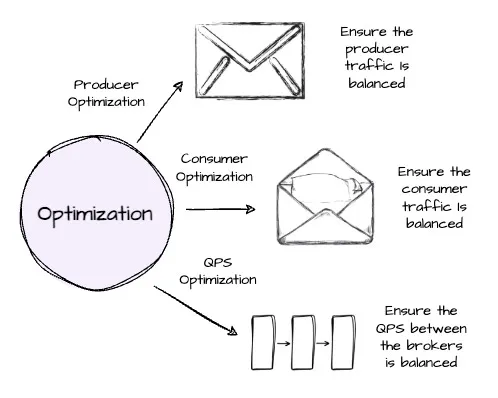 Ensure the
producer
traffic is
balanced
Producer
Optimization
Consumer
Optimization
Ensure the
consumer
traffic is
balanced
Optimization
QPS
Optimization
Ensure the
QPS between
the brokers
is balanced